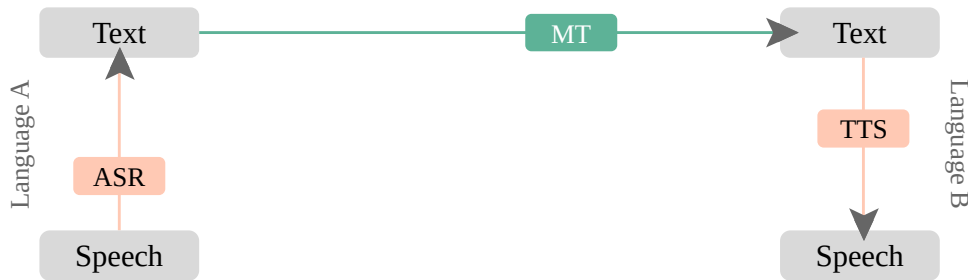 Text
MT
Text
Language A
ASR
TTS
Language B
Speech
Speech